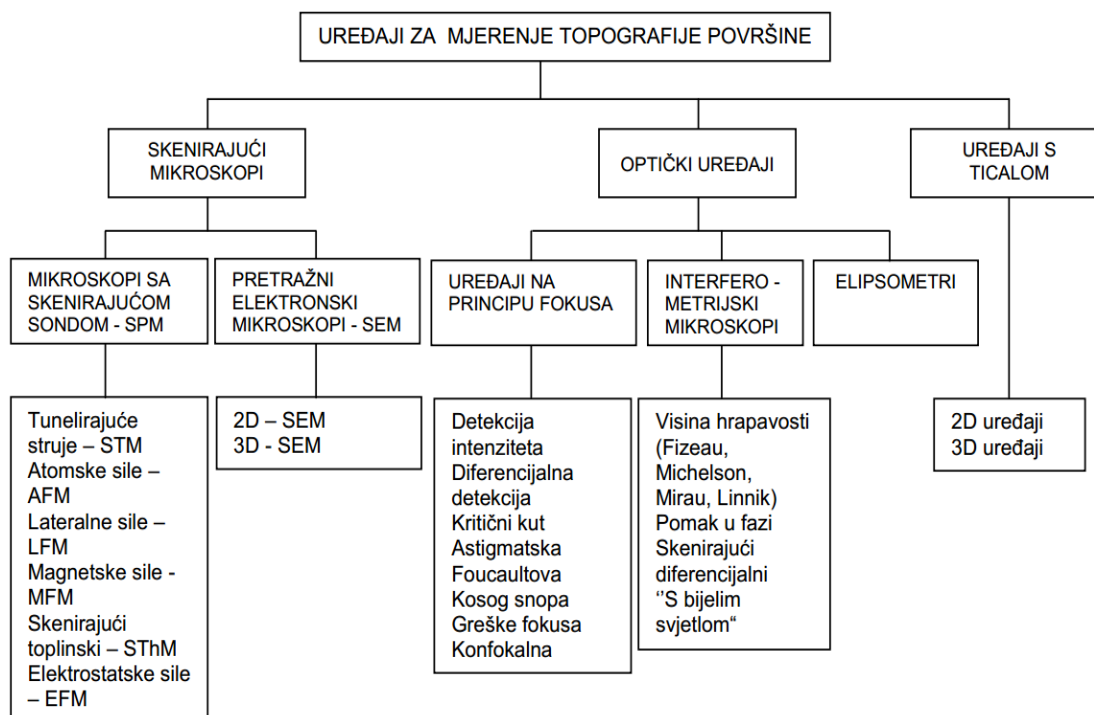 UREĐAJI ZA MJERENJE TOPOGRAFIJE POVRŠINE
SKENIRAJUĆI
MIKROSKOPI
OPTIČKI UREĐAJI
UREĐAJI S
TICALOM
MIKROSKOPI SA
SKENIRAJUĆOM
SONDOM - SPM
PRETRAŽNI
ELEKTRONSKI
MIKROSKOPI - SEM
UREĐAJI NA
PRINCIPU FOKUSA
INTERFERO -
METRIJSKI
MIKROSKOPI
ELIPSOMETRI
Tunelirajuće
struje – STM
Atomske sile –
AFM
Lateralne sile –
LFM
Magnetske sile -
MFM
Skenirajući
toplinski – SThM
Elektrostatske sile
– EFM
2D – SEM
3D - SEM
Detekcija
intenziteta
Diferencijalna
detekcija
Kritični kut
Astigmatska
Foucaultova
Kosog snopa
Greške fokusa
Konfokalna
Visina hrapavosti
(Fizeau,
Michelson,
Mirau, Linnik)
Pomak u fazi
Skenirajući
diferencijalni
‘’S bijelim
svjetlom“
2D uređaji
3D uređaji